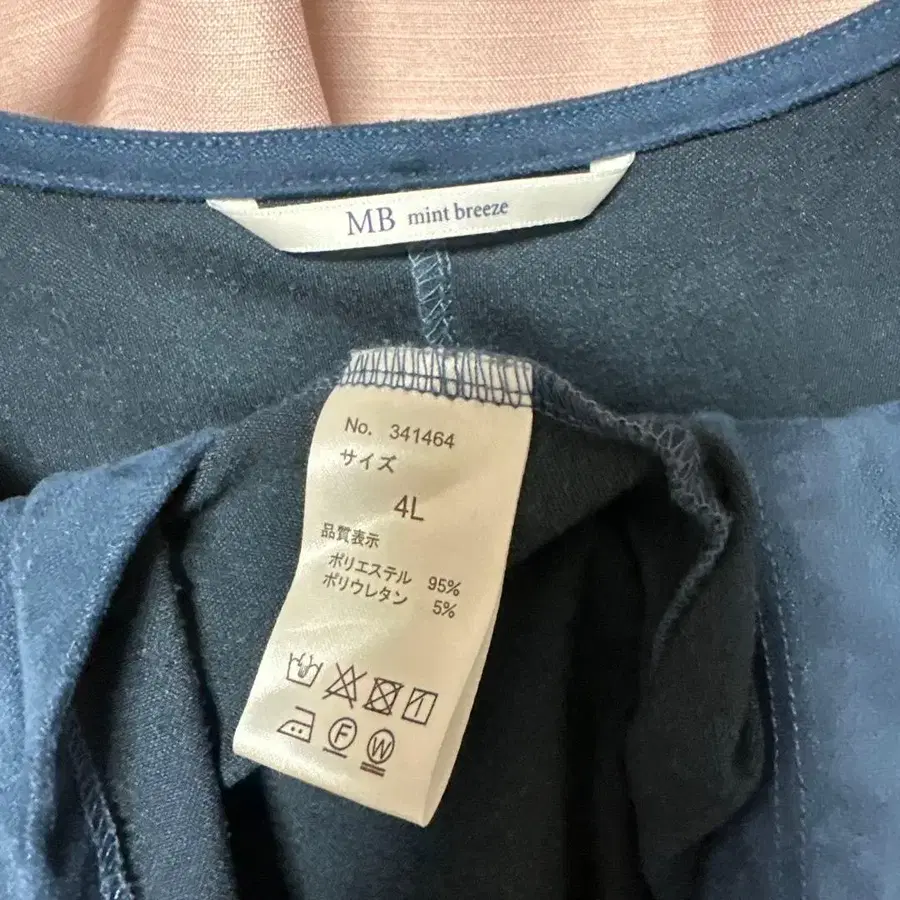 MB mint breeze
No. 341464
サイズ
4L
品質表示
ポリエステル 95%
ポリウレタン 5%
F W